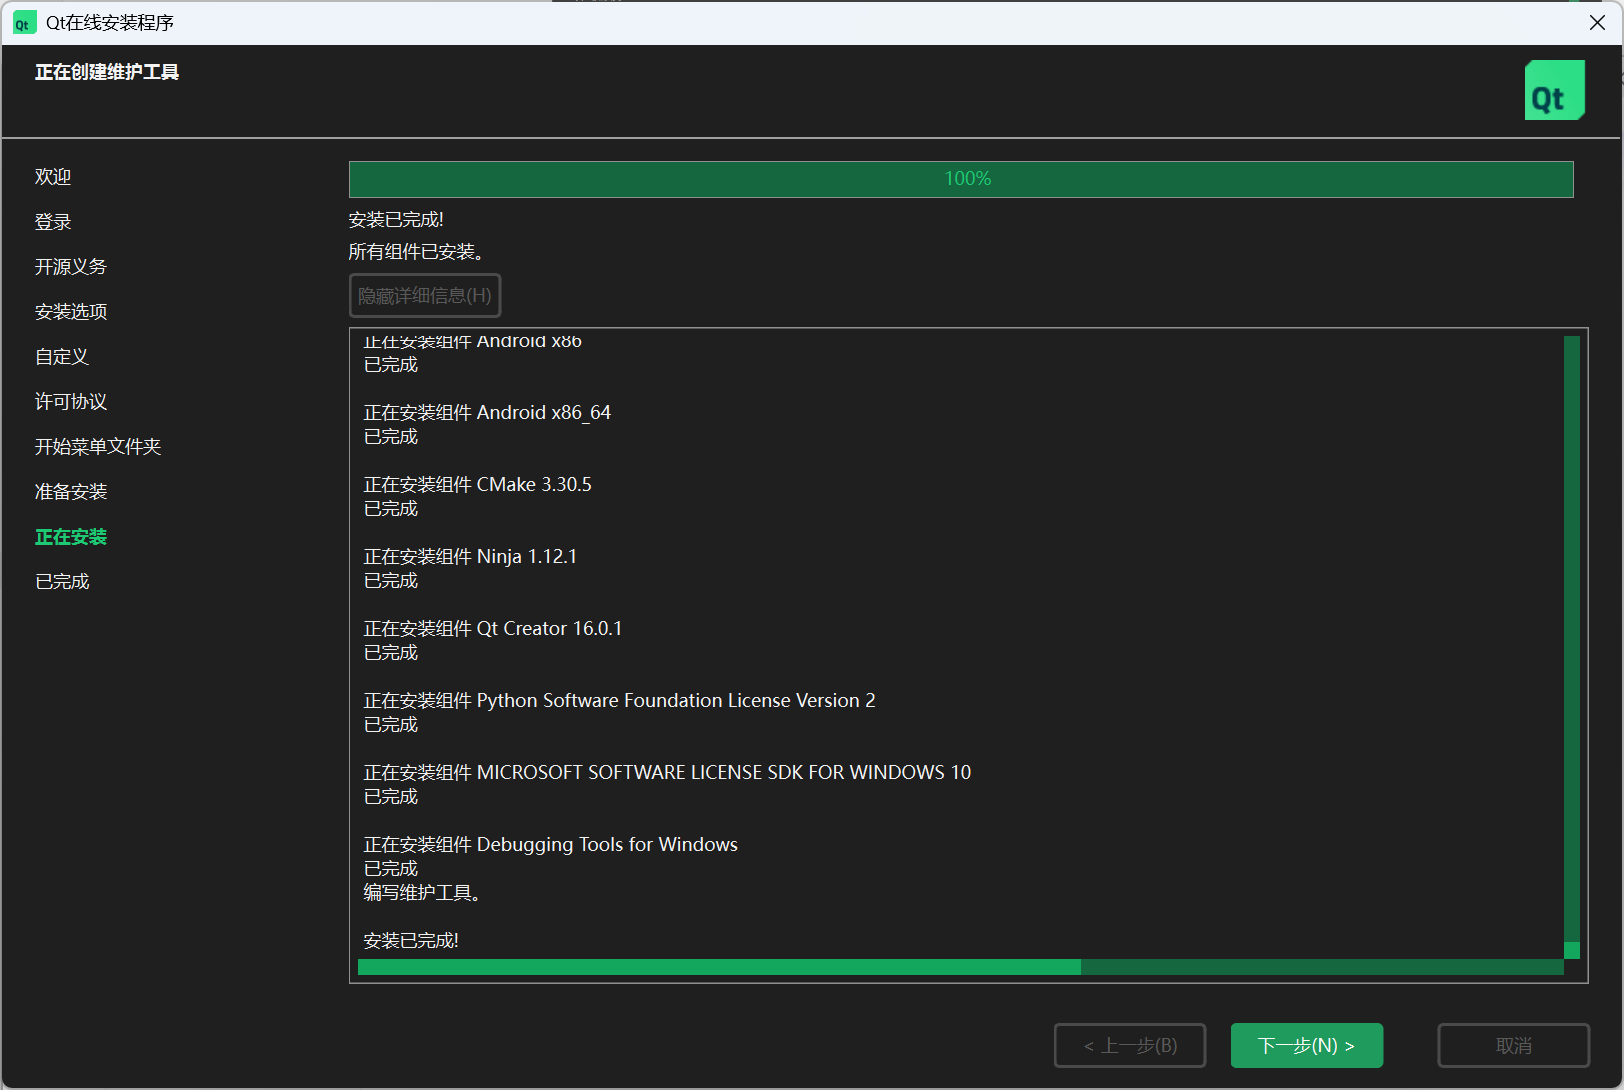 Qt在线安装程序
正在创建维护工具
Qt
欢迎
登录
开源义务
安装选项
自定义
许可协议
开始菜单文件夹
准备安装
正在安装
已完成
100%
安装已完成!
所有组件已安装。
隐藏详细信息(H)
正在安装组件 Android x86
已完成
正在安装组件 Android x86_64
已完成
正在安装组件 CMake 3.30.5
已完成
正在安装组件 Ninja 1.12.1
已完成
正在安装组件 Qt Creator 16.0.1
已完成
正在安装组件 Python Software Foundation License Version 2
已完成
正在安装组件 MICROSOFT SOFTWARE LICENSE SDK FOR WINDOWS 10
已完成
正在安装组件 Debugging Tools for Windows
已完成
编写维护工具。
安装已完成!
< 上一步(B)
下一步(N) >
取消